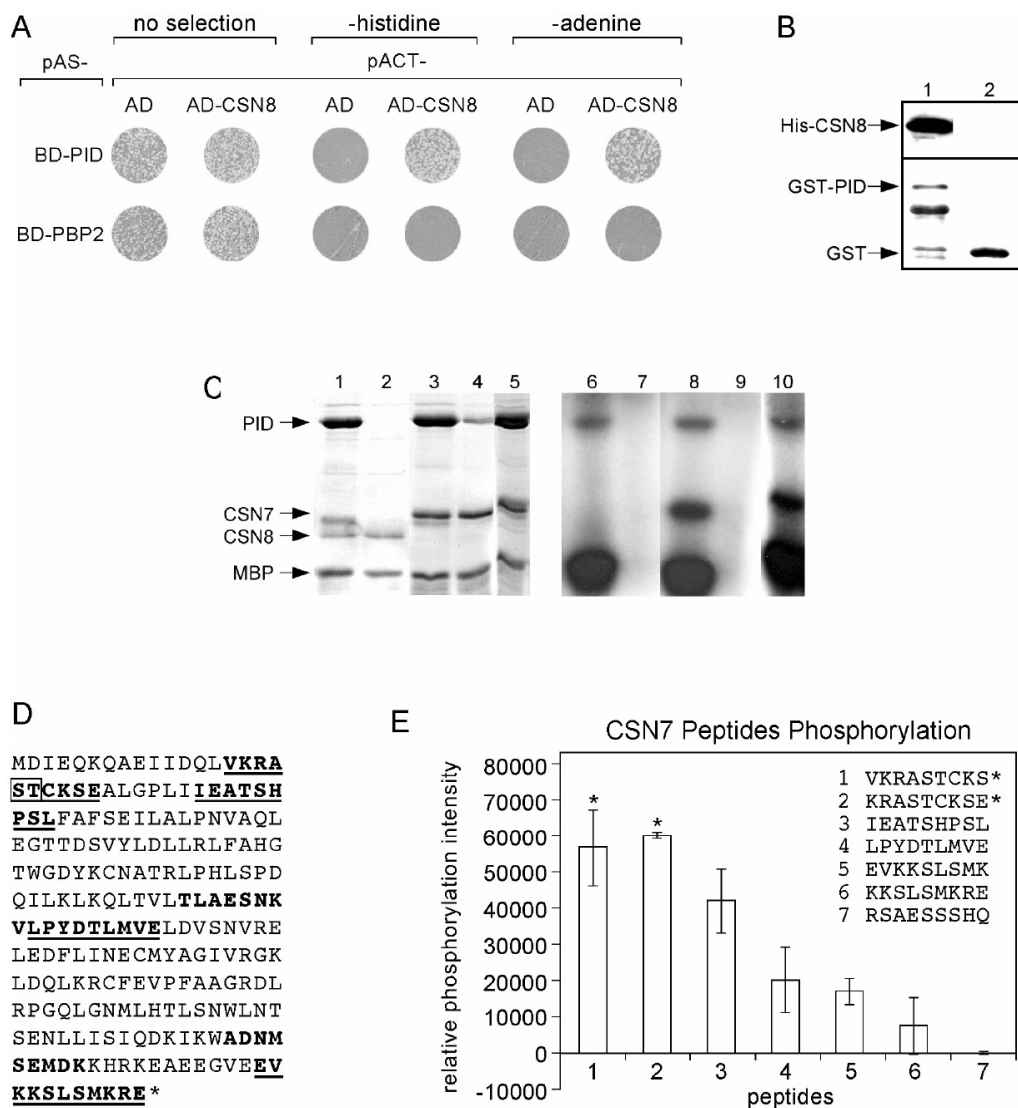 A
no selection -histidine -adenine
pAS- pACT-
AD AD-CSN8 AD AD-CSN8 AD AD-CSN8
BD-PID
BD-PBP2
B
1 2
His-CSN8
GST-PID
GST
C
1 2 3 4 5 6 7 8 9 10
PID
CSN7
CSN8
MBP
D
MDIEQKQAEIIDQLVKRA
STCKSEALGPLIIEATSH
PSLFAFSEILALPNVAQL
EGTTDSVYLDLLRLFAHG
TWGDYKCNATRLPHLSPD
QILKLKQLTVLTLAESNK
VLPYDTLMVELDVSNVRE
LEDFLINECMYAGIVRGK
LDQLKRCFEVPFAAGRDL
RPGQLGNMLHTLSNWLNT
SENLLISIQDKIKWADNM
SEMDKKHRKEAEEGVEEV
KKSLSMKRE*
E
CSN7 Peptides Phosphorylation
relative phosphorylation intensity
80000
70000
60000
50000
40000
30000
20000
10000
0
-10000
* *
1 VKRASTCKS*
2 KRASTCKSE*
3 IEATSHPSL
4 LPYDTLMVE
5 EVKKSLSMK
6 KKSLSMKRE
7 RSAESSSHQ
1 2 3 4 5 6 7
peptides